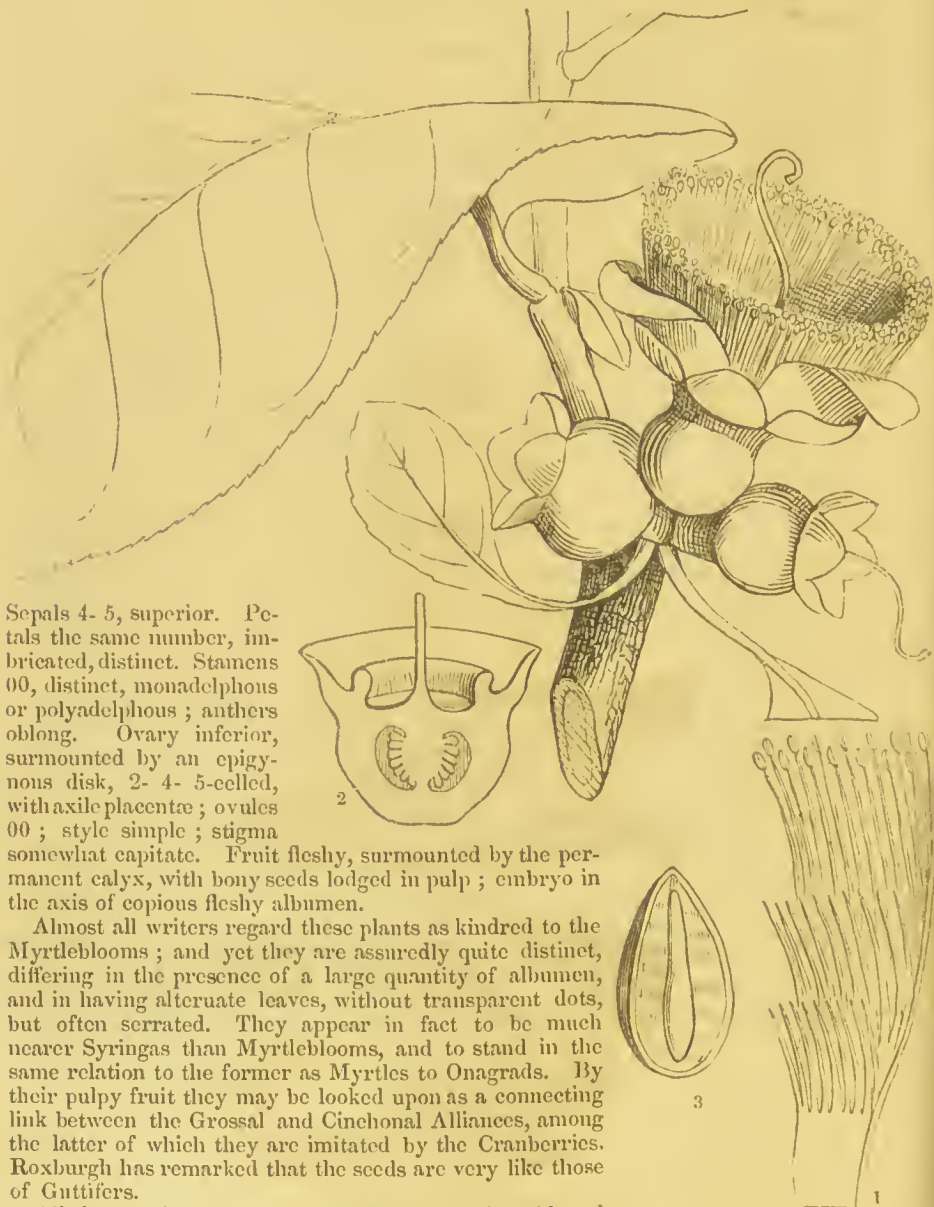 Sepals 4- 5, superior. Pe-
tals the same number, im-
bricated, distinct. Stamens
00, distinct, monadelphous
or polyadelphous ; anthers
oblong. Ovary inferior,
surmounted by an epigy-
nous disk, 2- 4- 5-celled,
with axile placentæ ; ovules
00 ; style simple ; stigma
somewhat capitate. Fruit fleshy, surmounted by the per-
manent calyx, with bony seeds lodged in pulp ; embryo in
the axis of copious fleshy albumen.
Almost all writers regard these plants as kindred to the
Myrtleblooms ; and yet they are assuredly quite distinct,
differing in the presence of a large quantity of albumen,
and in having alternate leaves, without transparent dots,
but often serrated. They appear in fact to be much
nearer Syringas than Myrtleblooms, and to stand in the
same relation to the former as Myrtles to Onagrads. By
their pulpy fruit they may be looked upon as a connecting
link between the Grossal and Cinchonal Alliances, among
the latter of which they are imitated by the Cranberries.
Roxburgh has remarked that the seeds are very like those
of Guttifers.
2
3
1